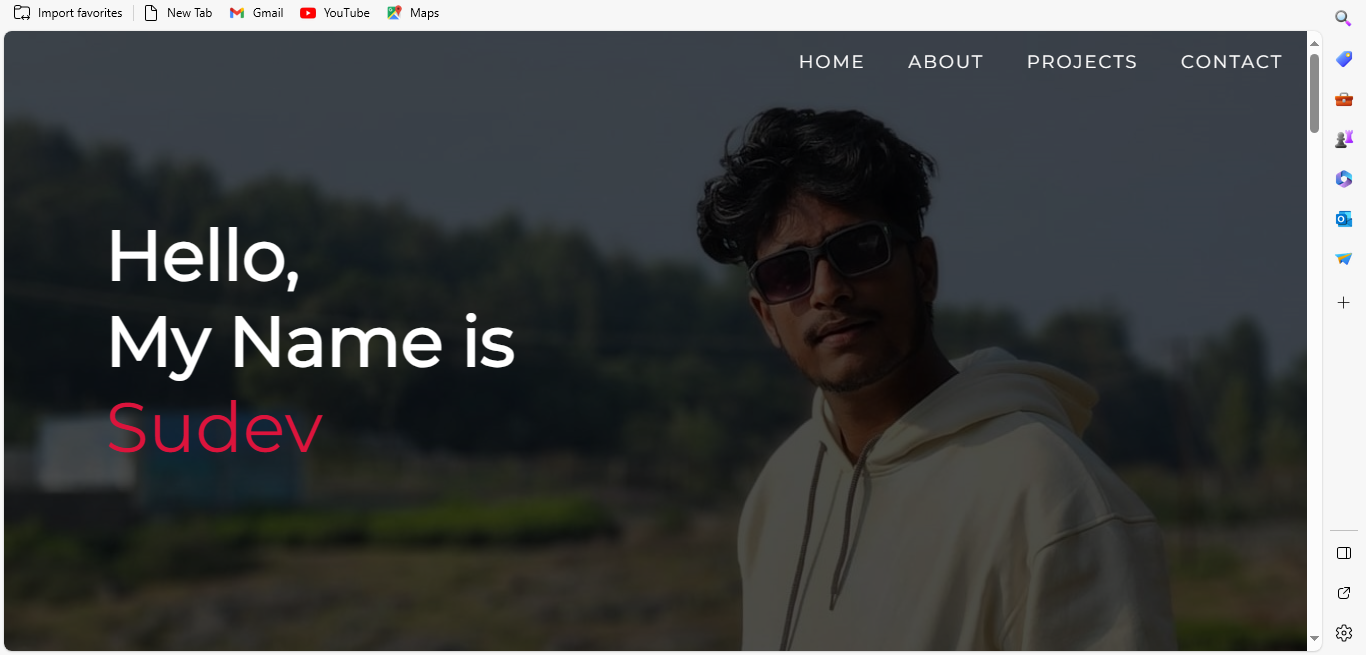 Import favorites New Tab Gmail YouTube Maps
HOME ABOUT PROJECTS CONTACT
Hello,
My Name is
Sudev